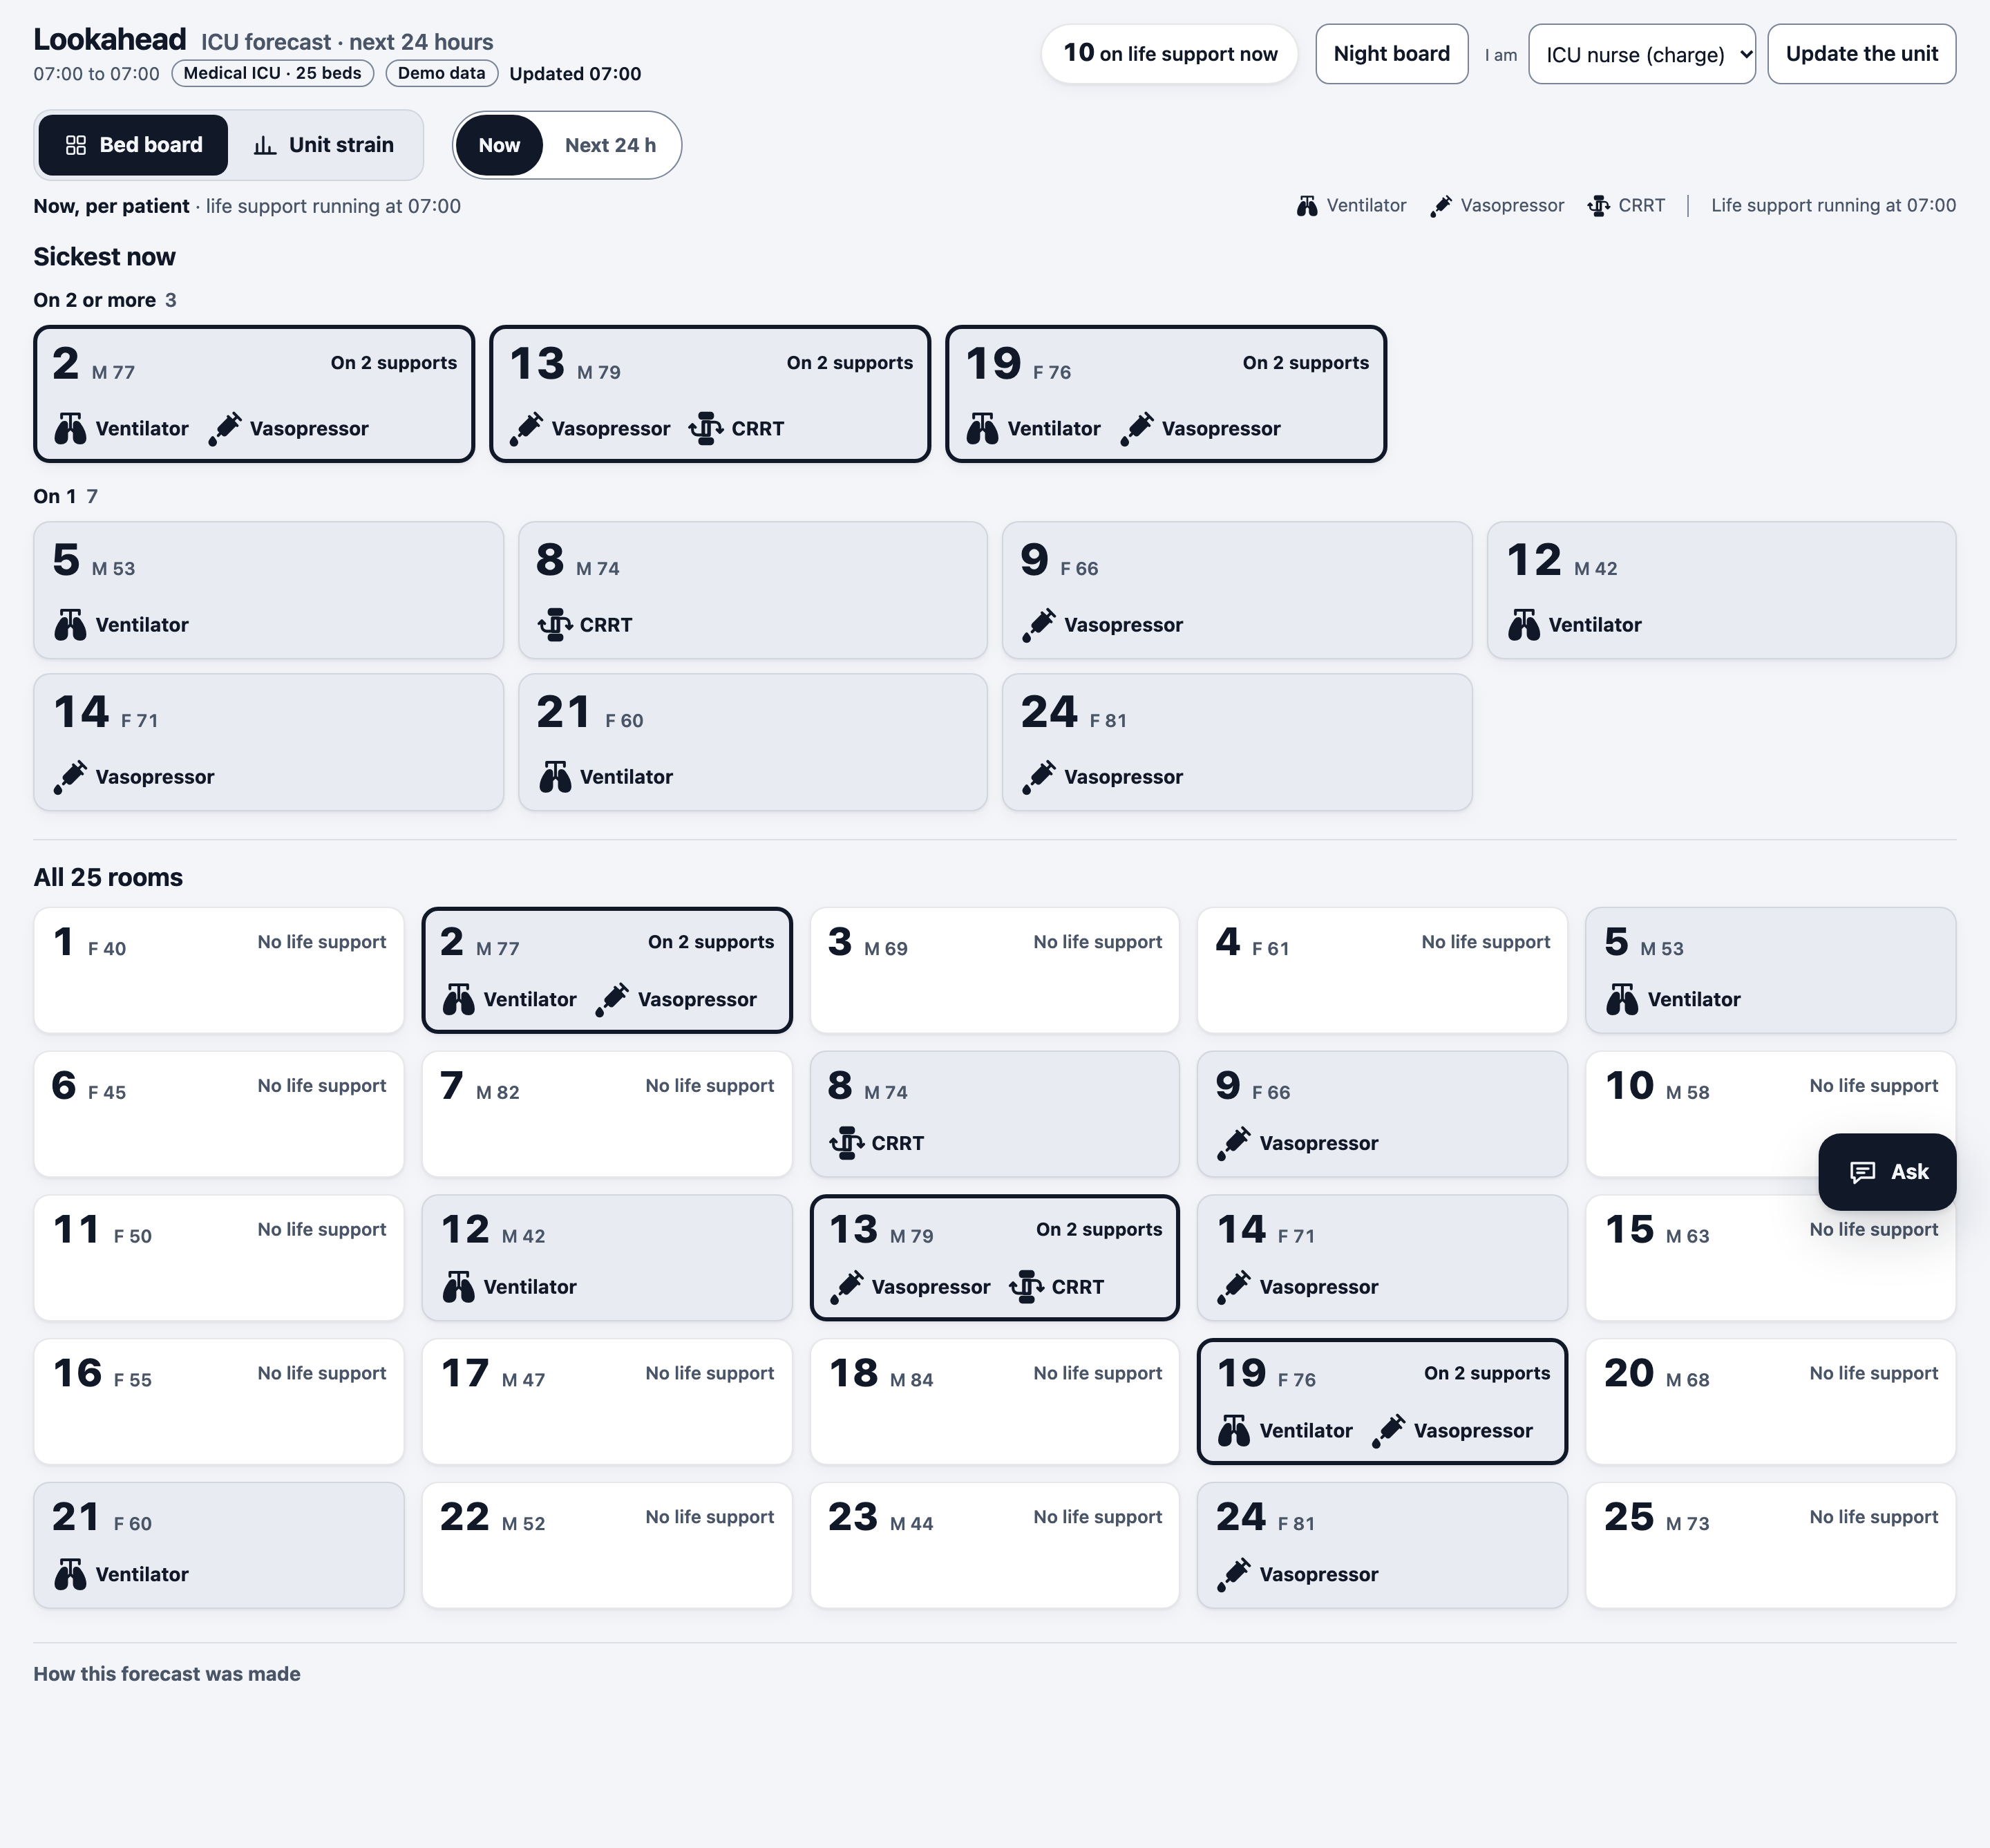 Lookahead ICU forecast · next 24 hours
07:00 to 07:00 Medical ICU · 25 beds Demo data Updated 07:00
10 on life support now Night board I am ICU nurse (charge) Update the unit
Bed board Unit strain Now Next 24 h
Now, per patient · life support running at 07:00
Ventilator Vasopressor CRRT Life support running at 07:00
Sickest now
On 2 or more 3
2 M 77 On 2 supports
Ventilator Vasopressor
13 M 79 On 2 supports
Vasopressor CRRT
19 F 76 On 2 supports
Ventilator Vasopressor
On 1 7
5 M 53
Ventilator
8 M 74
CRRT
9 F 66
Vasopressor
12 M 42
Ventilator
14 F 71
Vasopressor
21 F 60
Ventilator
24 F 81
Vasopressor
All 25 rooms
1 F 40 No life support
2 M 77 On 2 supports
Ventilator Vasopressor
3 M 69 No life support
4 F 61 No life support
5 M 53
Ventilator
6 F 45 No life support
7 M 82 No life support
8 M 74
CRRT
9 F 66
Vasopressor
10 M 58 No life support
Ask
11 F 50 No life support
12 M 42
Ventilator
13 M 79 On 2 supports
Vasopressor CRRT
14 F 71
Vasopressor
15 M 63 No life support
16 F 55 No life support
17 M 47 No life support
18 M 84 No life support
19 F 76 On 2 supports
Ventilator Vasopressor
20 M 68 No life support
21 F 60
Ventilator
22 M 52 No life support
23 M 44 No life support
24 F 81
Vasopressor
25 M 73 No life support
How this forecast was made